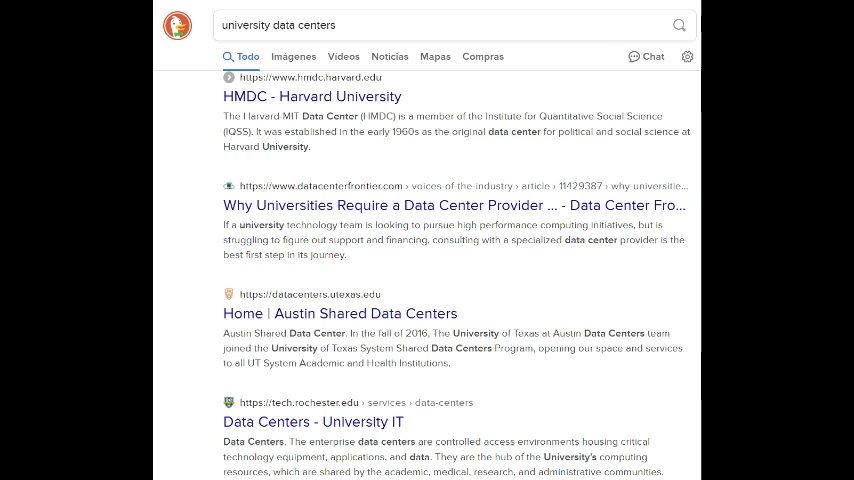 university data centers
Todo Imágenes Vídeos Noticias Mapas Compras Chat
https://www.hmdc.harvard.edu
HMDC - Harvard University
The Harvard-MIT Data Center (HMDC) is a member of the Institute for Quantitative Social Science
(IQSS). It was established in the early 1960s as the original data center for political and social science at
Harvard University.
https://www.datacenterfrontier.com › voices-of-the-industry › article › 11429387 › why-universitie...
Why Universities Require a Data Center Provider ... - Data Center Fro...
If a university technology team is looking to pursue high performance computing initiatives, but is
struggling to figure out support and financing, consulting with a specialized data center provider is the
best first step in its journey.
https://datacenters.utexas.edu
Home | Austin Shared Data Centers
Austin Shared Data Center. In the fall of 2016, The University of Texas at Austin Data Centers team
joined the University of Texas System Shared Data Centers Program, opening our space and services
to all UT System Academic and Health Institutions.
https://tech.rochester.edu › services › data-centers
Data Centers - University IT
Data Centers. The enterprise data centers are controlled access environments housing critical
technology equipment, applications, and data. They are the hub of the University's computing
resources, which are shared by the academic, medical, research, and administrative communities.